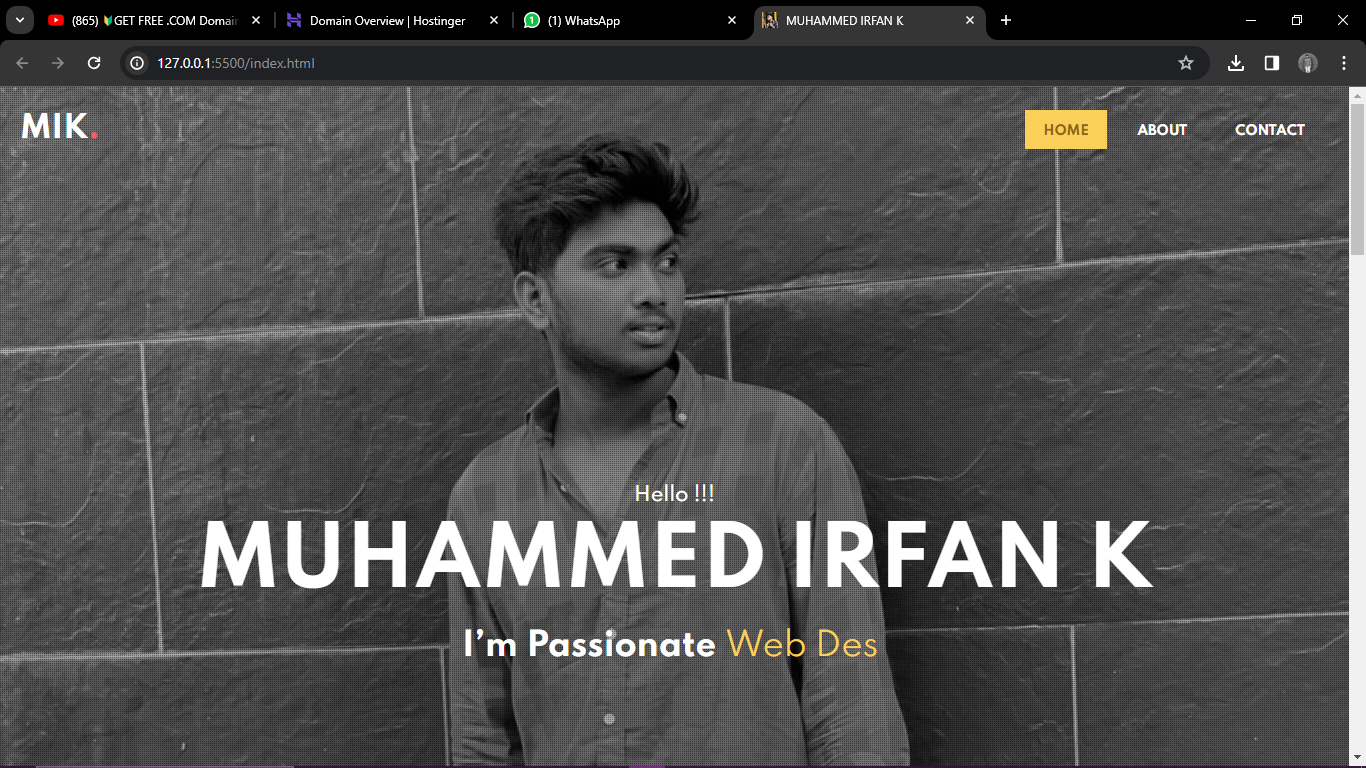 (865) 🔰GET FREE .COM Domain
Domain Overview | Hostinger
(1) WhatsApp
MUHAMMED IRFAN K
127.0.0.1:5500/index.html
MIK.
HOME
ABOUT
CONTACT
Hello !!!
MUHAMMED IRFAN K
I’m Passionate Web Des